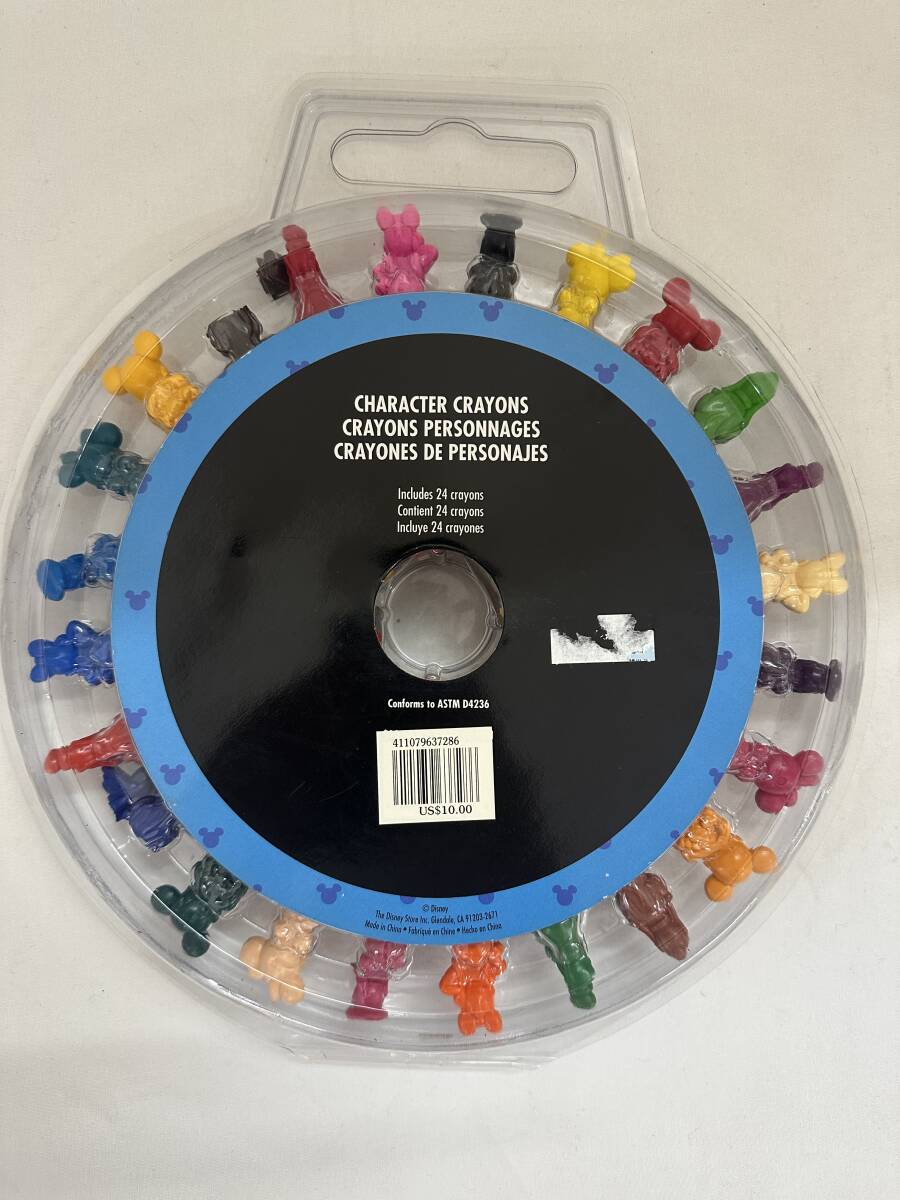 CHARACTER CRAYONS
CRAYONS PERSONNAGES
CRAYONES DE PERSONAJES
Includes 24 crayons
Contient 24 crayons
Incluye 24 crayones
Conforms to ASTM D4236
411079637286
US$10.00
© Disney
The Disney Store Inc. Glendale, CA 91203-2671
Made in China • Fabriqué en Chine • Hecho en China